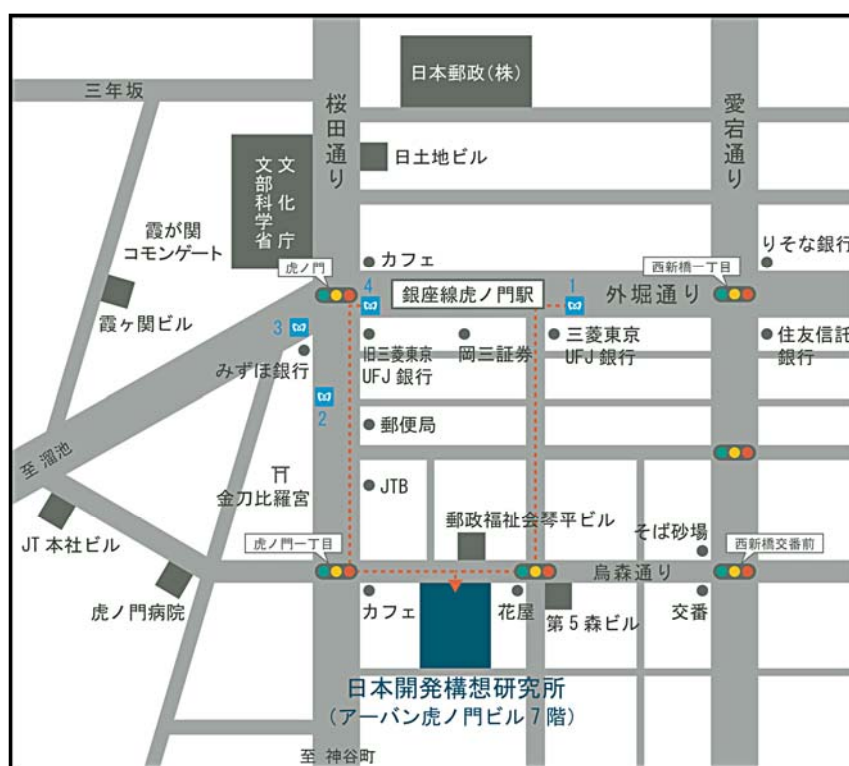 日本郵政(株)
三年坂
桜田通り
愛宕通り
日土地ビル
文化庁
文部科学省
霞が関
コモンゲート
カフェ
りそな銀行
虎ノ門
西新橋一丁目
4
銀座線虎ノ門駅
1
外堀通り
霞ヶ関ビル
3
みずほ銀行
旧三菱東京
UFJ銀行
岡三証券
三菱東京
UFJ銀行
住友信託
銀行
2
郵便局
至 溜池
金刀比羅宮
JTB
郵政福祉会琴平ビル
そば砂場
JT本社ビル
虎ノ門一丁目
西新橋交番前
烏森通り
虎ノ門病院
カフェ
花屋
第5森ビル
交番
日本開発構想研究所
(アーバン虎ノ門ビル7階)
至 神谷町